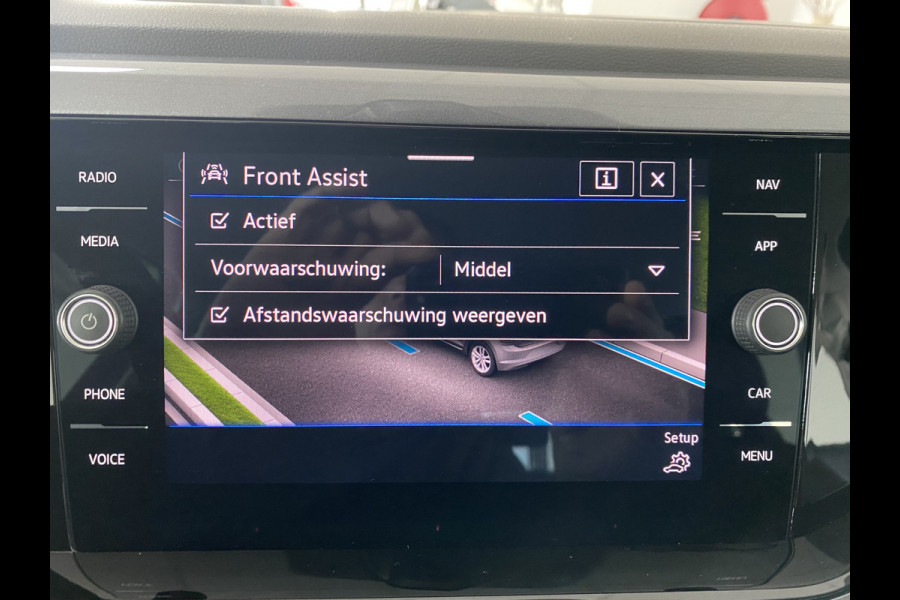 Front Assist
i
X
Actief
Voorwaarschuwing: Middel
Afstandswaarschuwing weergeven
Setup
RADIO
MEDIA
PHONE
VOICE
NAV
APP
CAR
MENU